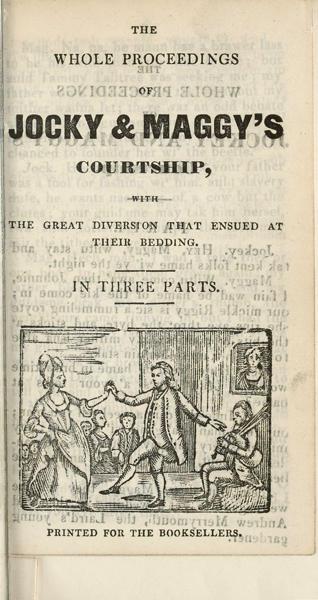 THE
WHOLE PROCEEDINGS
OF
JOCKY & MAGGY'S
COURTSHIP,
WITH
THE GREAT DIVERSION THAT ENSUED AT
THEIR BEDDING.
IN THREE PARTS.
PRINTED FOR THE BOOKSELLERS.